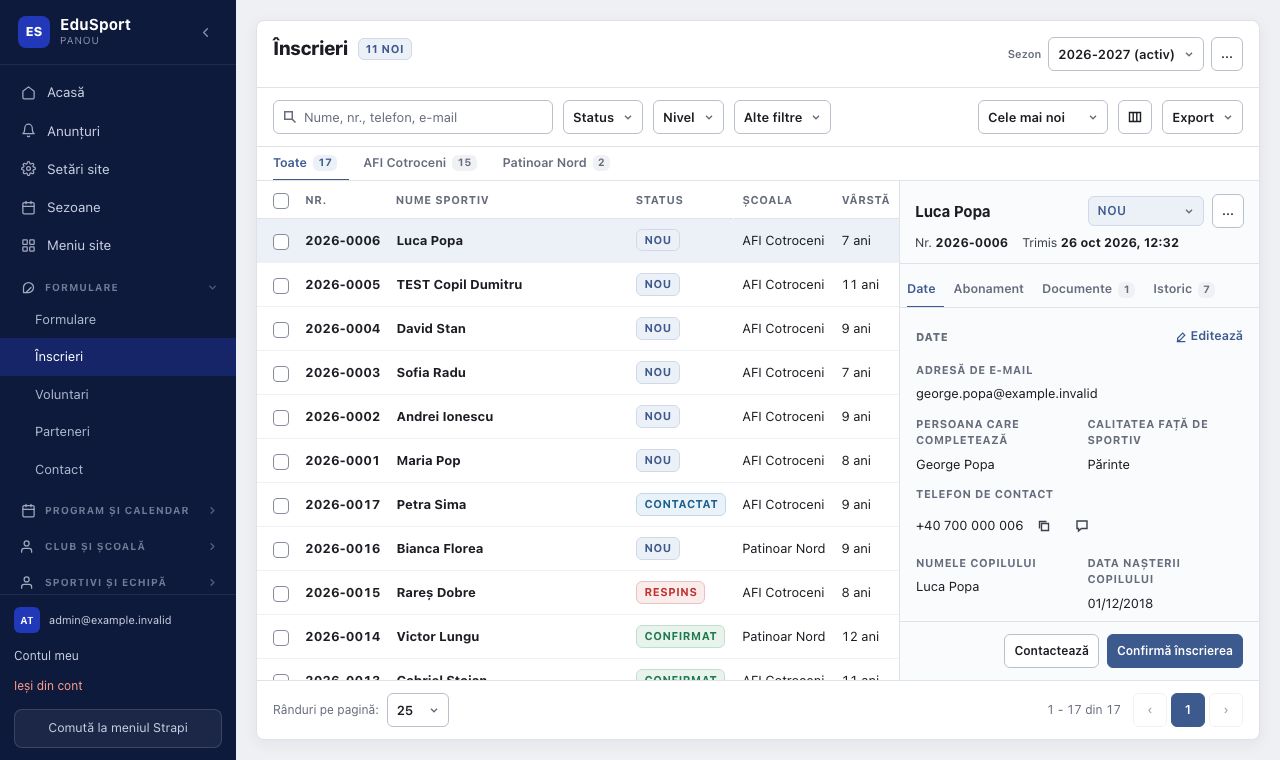 ES
EduSport
PANOU
Acasă
Anunțuri
Setări site
Sezoane
Meniu site
FORMULARE
Formulare
Înscrieri
Voluntari
Parteneri
Contact
PROGRAM ȘI CALENDAR
CLUB ȘI ȘCOALĂ
SPORTIVI ȘI ECHIPĂ
AT admin@example.invalid
Contul meu
Ieși din cont
Comută la meniul Strapi
Înscrieri 11 NOI
Sezon 2026-2027 (activ) ...
Nume, nr., telefon, e-mail Status Nivel Alte filtre Cele mai noi Export
Toate 17 AFI Cotroceni 15 Patinoar Nord 2
NR. NUME SPORTIV STATUS ȘCOALA VÂRSTĂ
2026-0006 Luca Popa NOU AFI Cotroceni 7 ani
2026-0005 TEST Copil Dumitru NOU AFI Cotroceni 11 ani
2026-0004 David Stan NOU AFI Cotroceni 9 ani
2026-0003 Sofia Radu NOU AFI Cotroceni 7 ani
2026-0002 Andrei Ionescu NOU AFI Cotroceni 9 ani
2026-0001 Maria Pop NOU AFI Cotroceni 8 ani
2026-0017 Petra Sima CONTACTAT AFI Cotroceni 9 ani
2026-0016 Bianca Florea NOU Patinoar Nord 9 ani
2026-0015 Rareș Dobre RESPINS AFI Cotroceni 8 ani
2026-0014 Victor Lungu CONFIRMAT Patinoar Nord 12 ani
2026-0013 Gabriel Stoian CONFIRMAT AFI Cotroceni 11 ani
Luca Popa NOU ...
Nr. 2026-0006 Trimis 26 oct 2026, 12:32
Date Abonament Documente 1 Istoric 7
DATE Editează
ADRESĂ DE E-MAIL
george.popa@example.invalid
PERSOANA CARE COMPLETEAZĂ
George Popa
CALITATEA FAȚĂ DE SPORTIV
Părinte
TELEFON DE CONTACT
+40 700 000 006
NUMELE COPILULUI
Luca Popa
DATA NAȘTERII COPILULUI
01/12/2018
Contactează Confirmă înscrierea
Rânduri pe pagină: 25
1 - 17 din 17 ‹ 1 ›